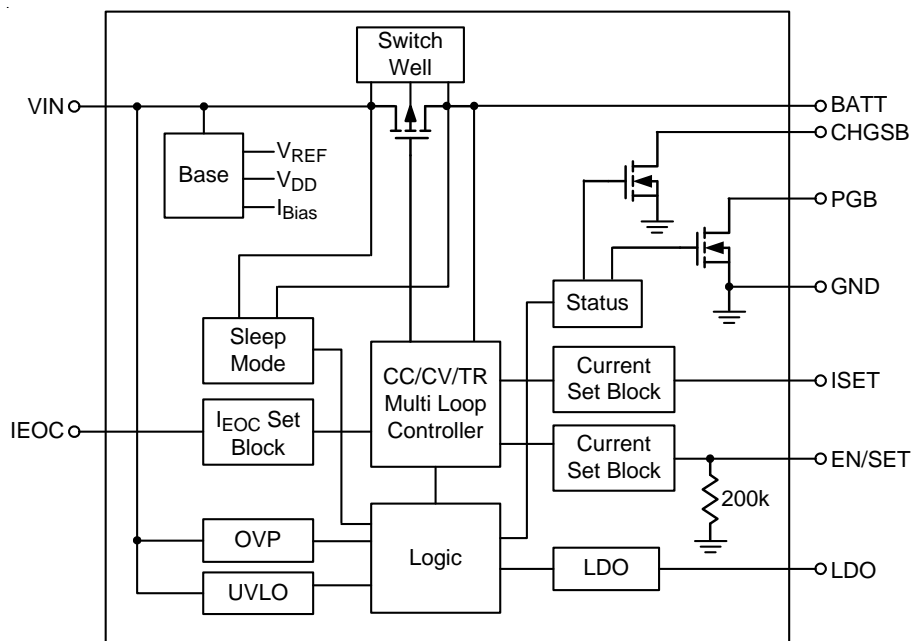 Switch
Well
VIN
BATT
CHGSB
Base
VREF
VDD
IBias
PGB
GND
Status
Sleep
Mode
CC/CV/TR
Multi Loop
Controller
Current
Set Block
ISET
IEOC
IEOC Set
Block
Current
Set Block
EN/SET
200k
OVP
Logic
LDO
LDO
UVLO